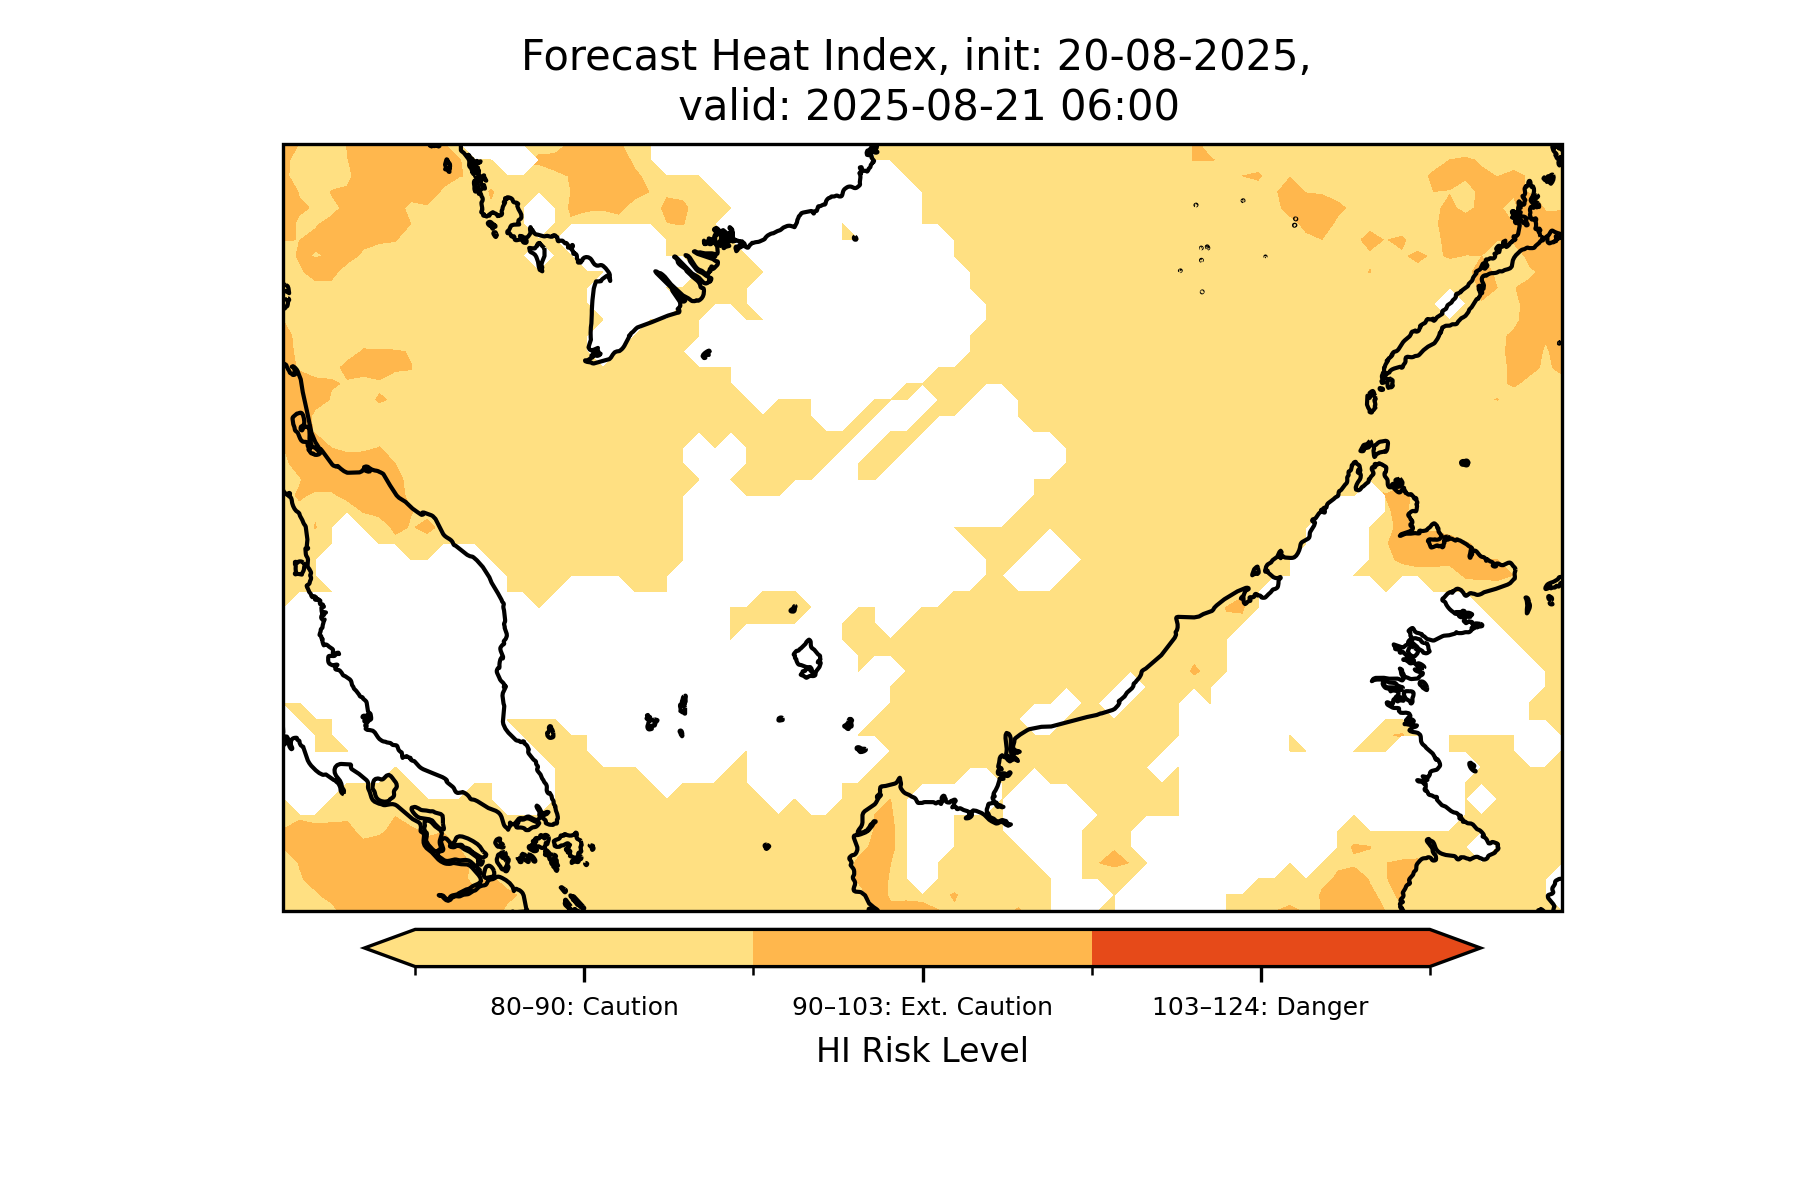 Forecast Heat Index, init: 20-08-2025,
valid: 2025-08-21 06:00
80–90: Caution
90–103: Ext. Caution
103–124: Danger
HI Risk Level